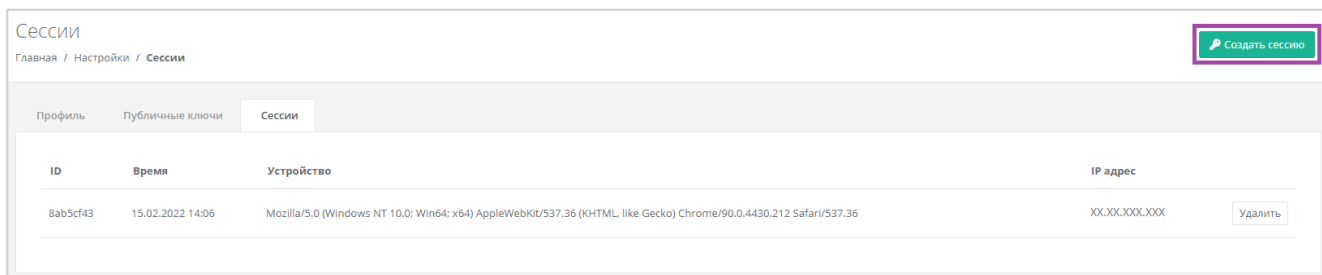 Сессии
Создать сессию
Главная / Настройки / Сессии
Профиль Публичные ключи Сессии
ID Время Устройство IP адрес
8ab5cf43 15.02.2022 14:06 Mozilla/5.0 (Windows NT 10.0; Win64; x64) AppleWebKit/537.36 (KHTML, like Gecko) Chrome/90.0.4430.212 Safari/537.36 XX.XX.XXX.XXX Удалить